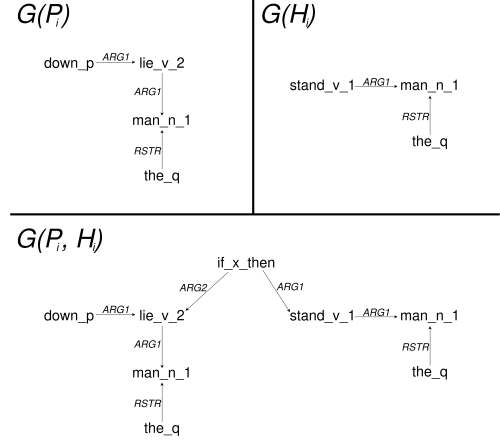 G(Pi)
down_p ARG1 lie_v_2
ARG1
man_n_1
RSTR
the_q
G(Hi)
stand_v_1 ARG1 man_n_1
RSTR
the_q
G(Pi, Hi)
if_x_then
ARG2 ARG1
down_p ARG1 lie_v_2 stand_v_1 ARG1 man_n_1
ARG1 RSTR
man_n_1 the_q
RSTR
the_q